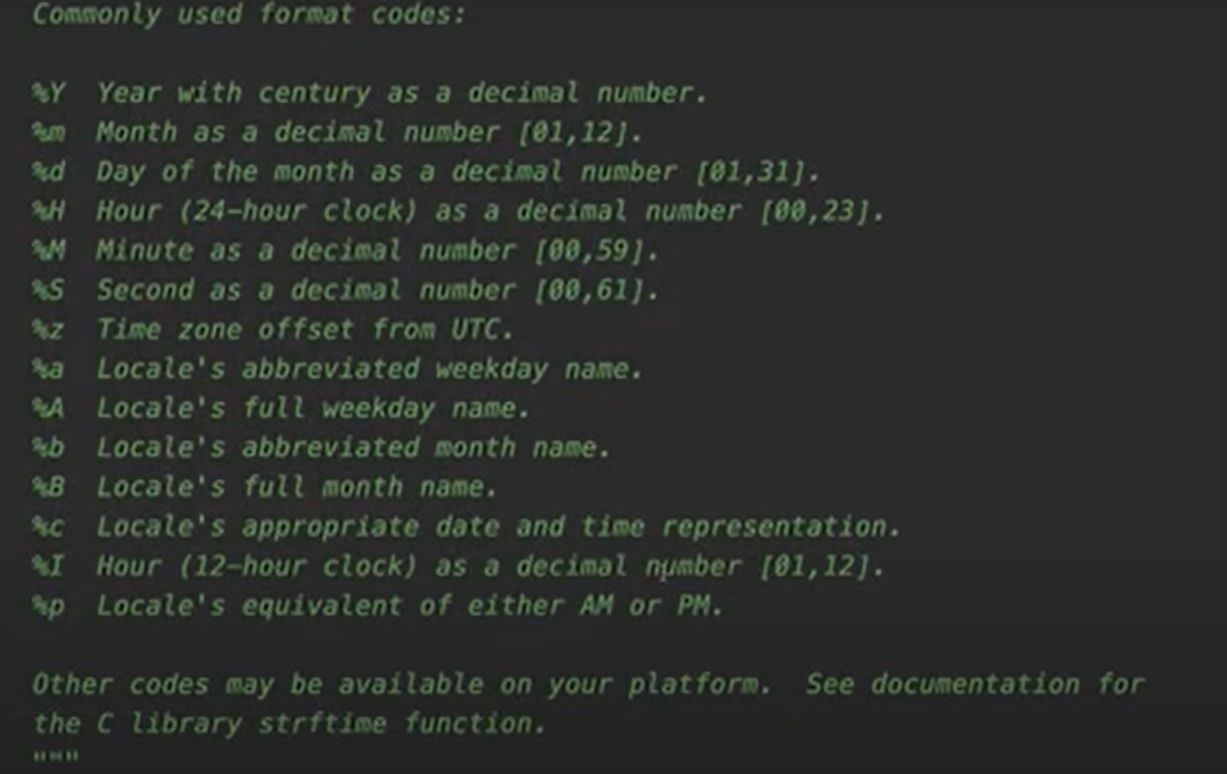 Commonly used format codes:
%Y  Year with century as a decimal number.
%m  Month as a decimal number [01,12].
%d  Day of the month as a decimal number [01,31].
%H  Hour (24-hour clock) as a decimal number [00,23].
%M  Minute as a decimal number [00,59].
%S  Second as a decimal number [00,61].
%z  Time zone offset from UTC.
%a  Locale's abbreviated weekday name.
%A  Locale's full weekday name.
%b  Locale's abbreviated month name.
%B  Locale's full month name.
%c  Locale's appropriate date and time representation.
%I  Hour (12-hour clock) as a decimal number [01,12].
%p  Locale's equivalent of either AM or PM.
Other codes may be available on your platform.  See documentation for
the C library strftime function.
"""